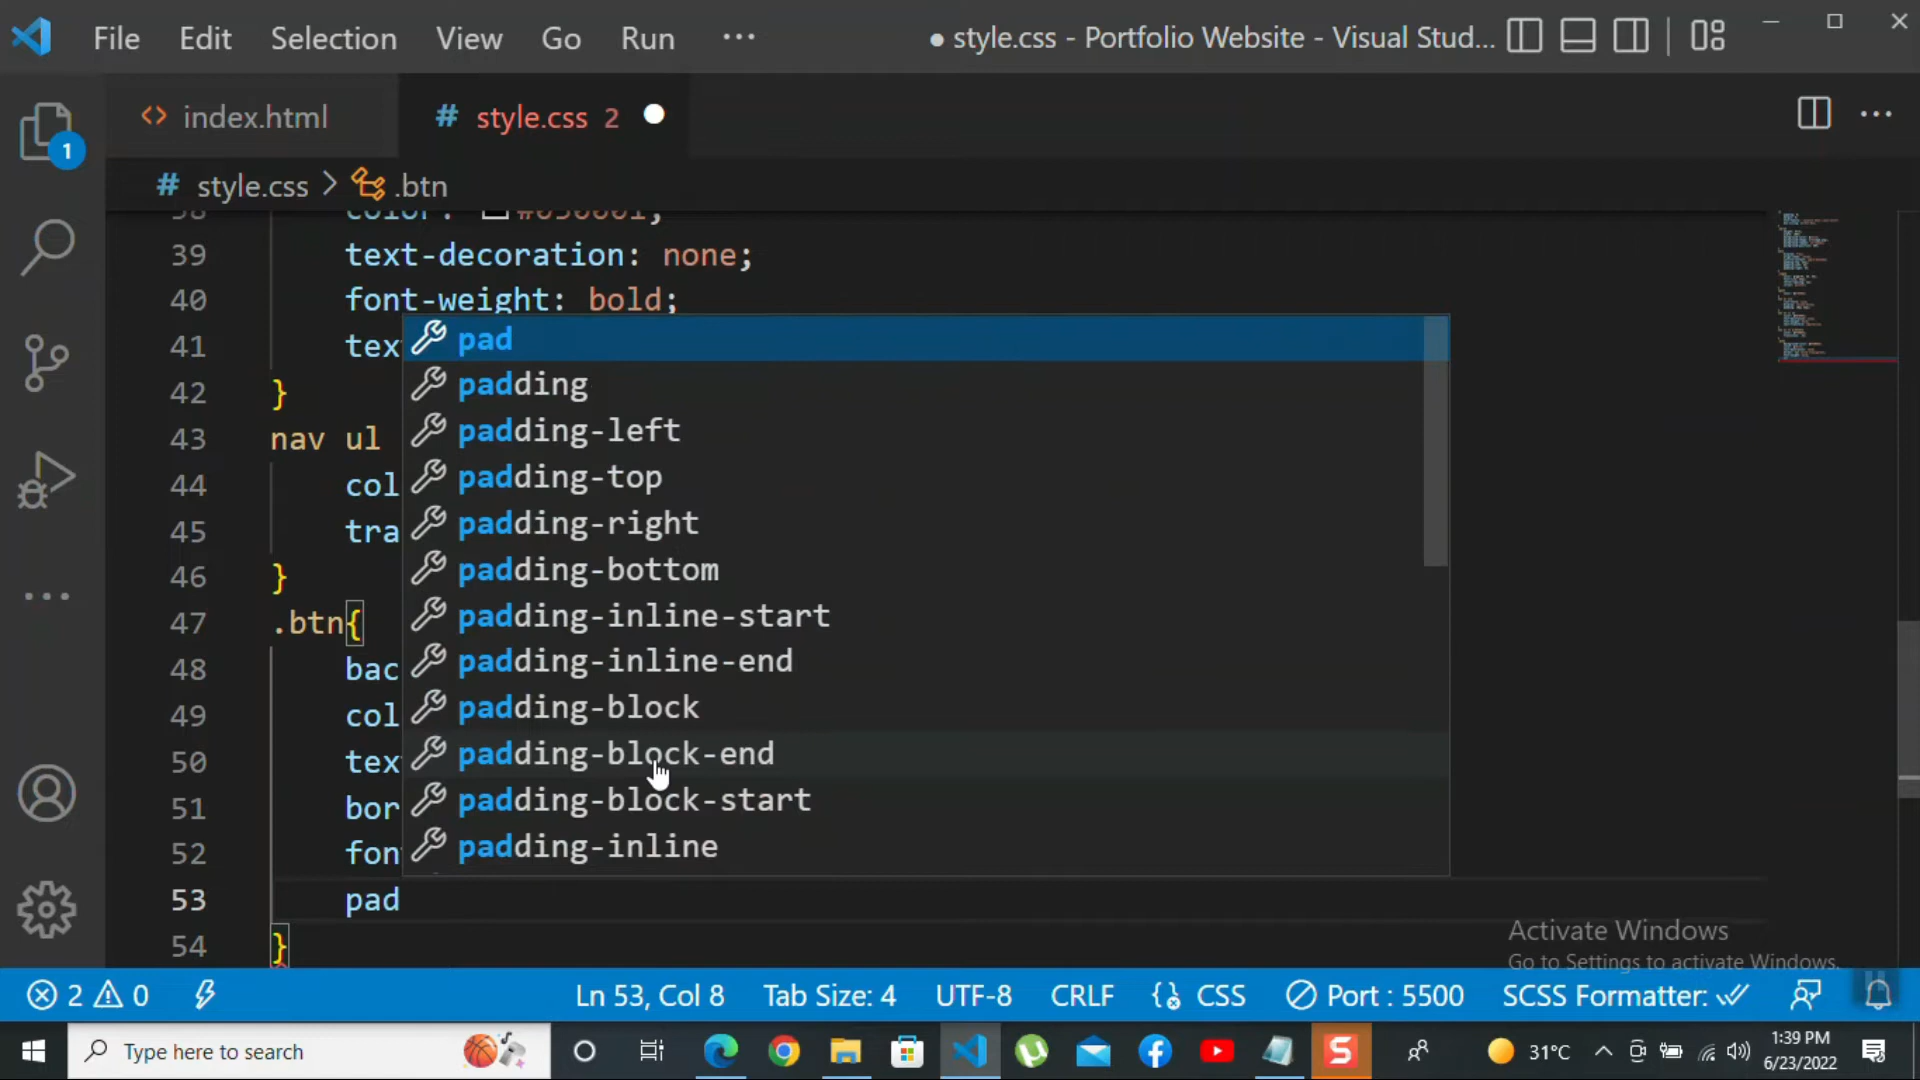 File Edit Selection View Go Run ···
● style.css - Portfolio Website - Visual Stud...
index.html
# style.css 2
# style.css > .btn
1
39 text-decoration: none;
40 font-weight: bold;
41 tex
42 }
43 nav ul
44 col
45 tra
46 }
47 .btn{
48 bac
49 col
50 tex
51 bor
52 fon
53 pad
54 }
pad
padding
padding-left
padding-top
padding-right
padding-bottom
padding-inline-start
padding-inline-end
padding-block
padding-block-end
padding-block-start
padding-inline
Activate Windows
Go to Settings to activate Windows.
2 0 Ln 53, Col 8 Tab Size: 4 UTF-8 CRLF CSS Port : 5500 SCSS Formatter:
Type here to search
S
31°C
1:39 PM
6/23/2022